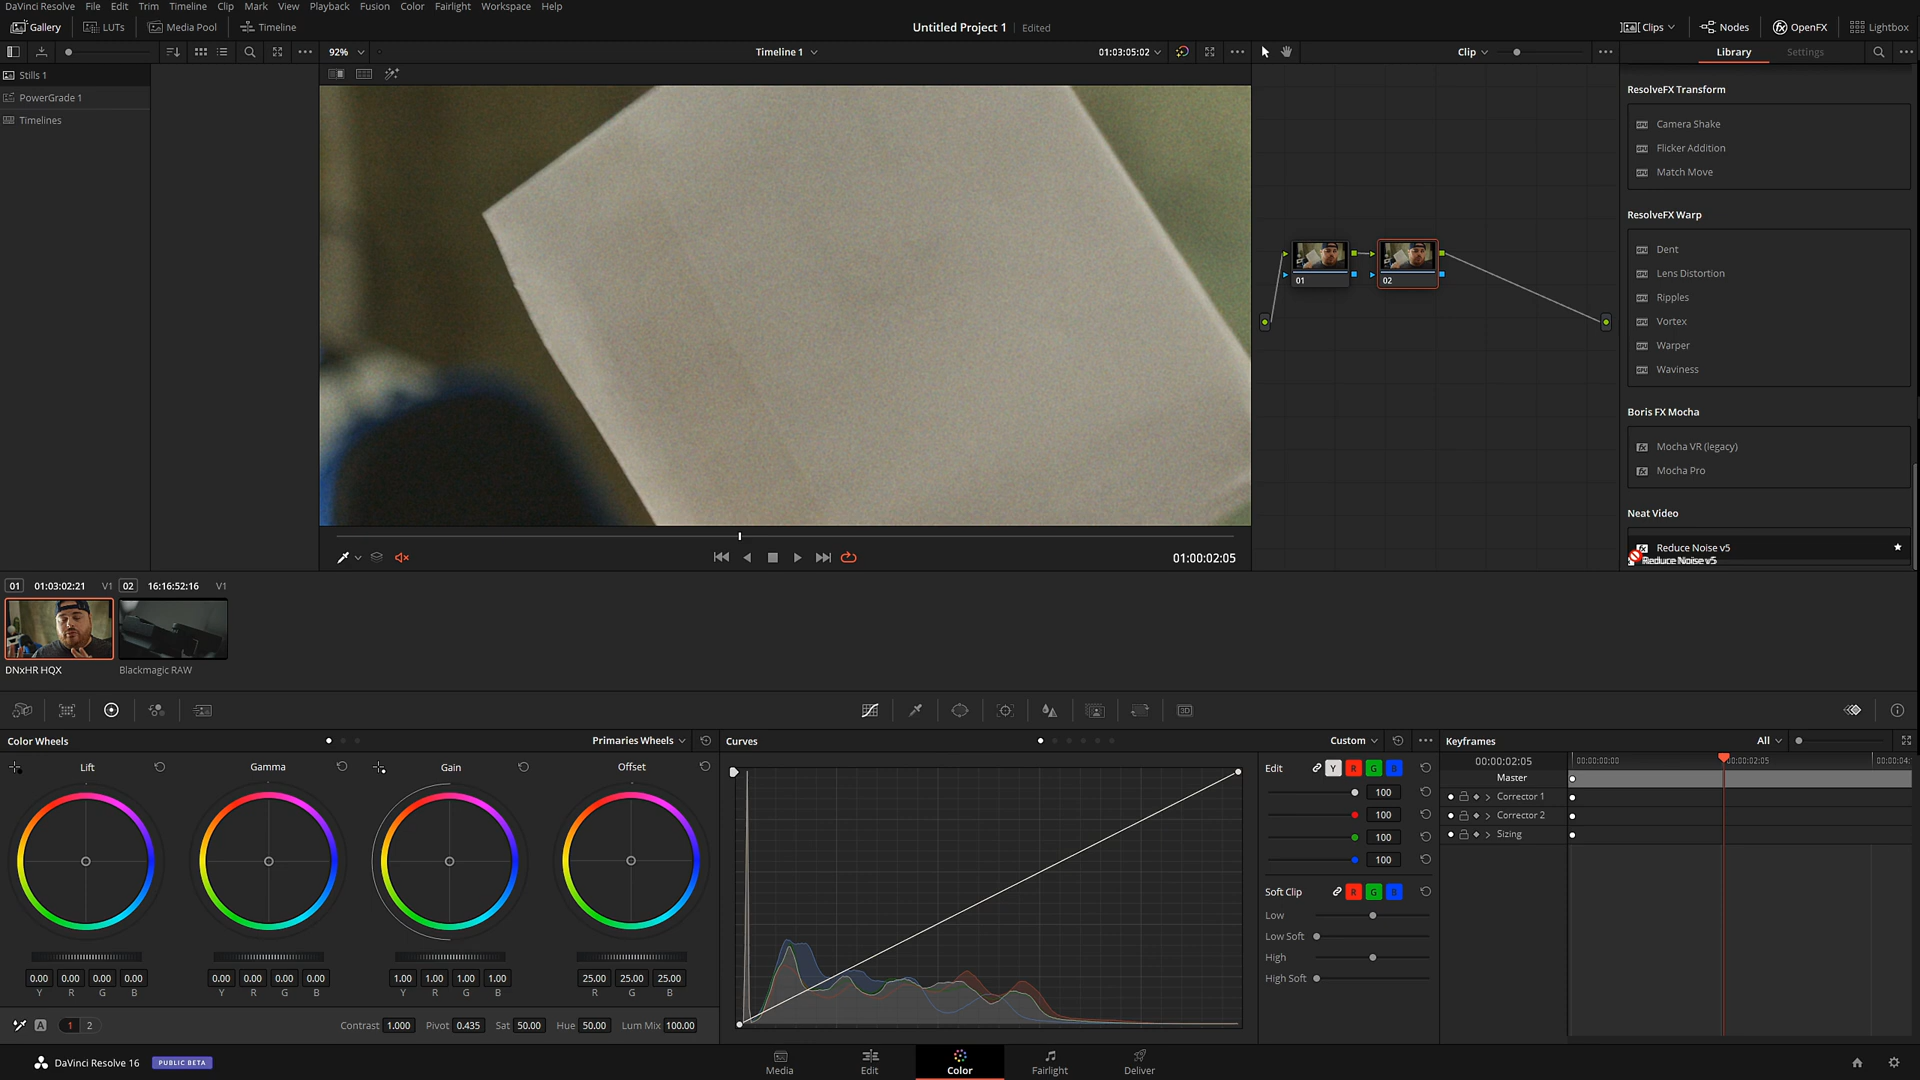 DaVinci Resolve File Edit Trim Timeline Clip Mark View Playback Fusion Color Fairlight Workspace Help
Gallery LUTs Media Pool Timeline Untitled Project 1 Edited Clips Nodes OpenFX Lightbox
92% Timeline 1 01:03:05:02 Clip Library Settings
Stills 1
PowerGrade 1
Timelines
01
02
ResolveFX Transform
Camera Shake
Flicker Addition
Match Move
ResolveFX Warp
Dent
Lens Distortion
Ripples
Vortex
Warper
Waviness
Boris FX Mocha
Mocha VR (legacy)
Mocha Pro
Neat Video
Reduce Noise v5
Reduce Noise v5
01:00:02:05
01 01:03:02:21 V1 02 16:16:52:16 V1
DNxHR HQX Blackmagic RAW
3D
Color Wheels Primaries Wheels
Lift Gamma Gain Offset
0.00 0.00 0.00 0.00 0.00 0.00 0.00 0.00 1.00 1.00 1.00 1.00 25.00 25.00 25.00
Y R G B Y R G B Y R G B R G B
A 1 2 Contrast 1.000 Pivot 0.435 Sat 50.00 Hue 50.00 Lum Mix 100.00
Curves Custom
Edit Y R G B
100
100
100
100
Soft Clip R G B
Low
Low Soft
High
High Soft
Keyframes All
00:00:02:05 00:00:00:00 00:00:02:05 00:00:04:
Master
Corrector 1
Corrector 2
Sizing
DaVinci Resolve 16 PUBLIC BETA Media Edit Color Fairlight Deliver